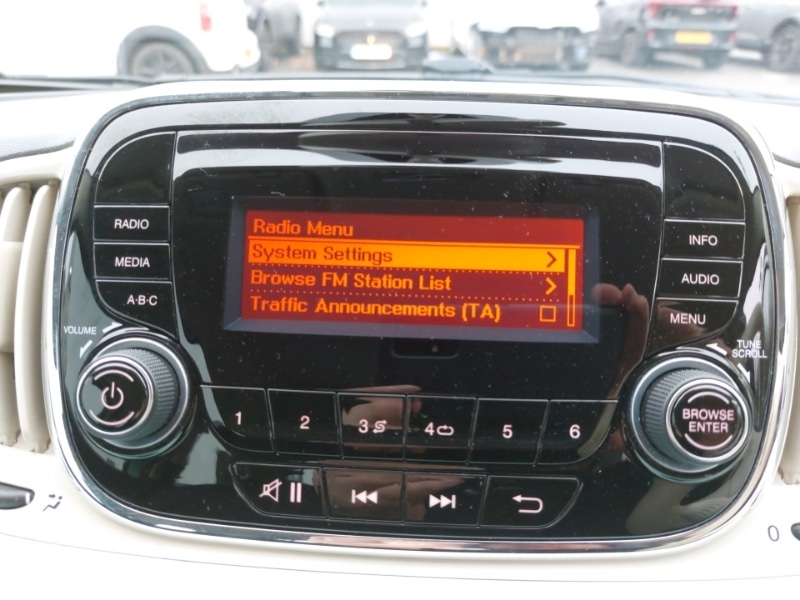 RADIO
MEDIA
A·B·C
VOLUME
Radio Menu
System Settings
Browse FM Station List
Traffic Announcements (TA)
INFO
AUDIO
MENU
TUNE
SCROLL
BROWSE
ENTER
1
2
3
4
5
6
0